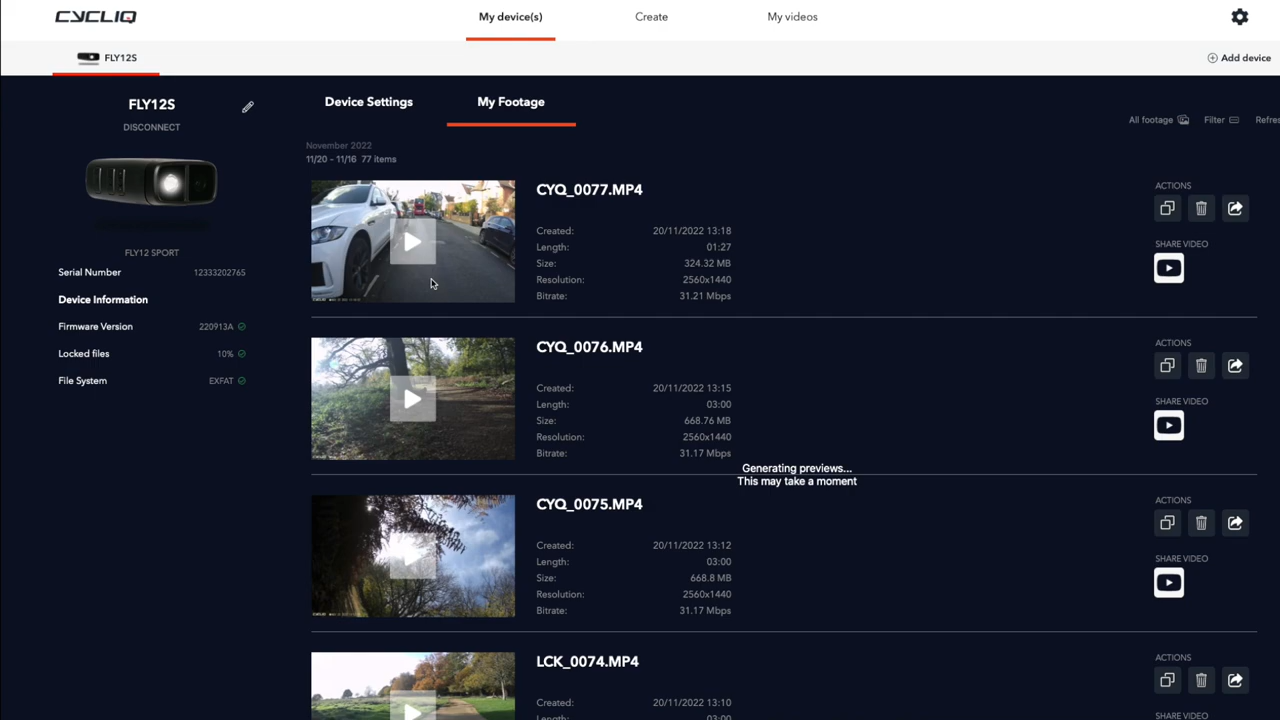 CYCLIQ
My device(s)
Create
My videos
FLY12S
Add device
FLY12S
DISCONNECT
FLY12 SPORT
Serial Number 12333202765
Device Information
Firmware Version 220913A
Locked files 10%
File System EXFAT
Device Settings
My Footage
All footage
Filter
Refres
November 2022
11/20 - 11/16 77 items
CYQ_0077.MP4
Created: 20/11/2022 13:18
Length: 01:27
Size: 324.32 MB
Resolution: 2560x1440
Bitrate: 31.21 Mbps
ACTIONS
SHARE VIDEO
CYQ_0076.MP4
Created: 20/11/2022 13:15
Length: 03:00
Size: 668.76 MB
Resolution: 2560x1440
Bitrate: 31.17 Mbps
ACTIONS
SHARE VIDEO
Generating previews...
This may take a moment
CYQ_0075.MP4
Created: 20/11/2022 13:12
Length: 03:00
Size: 668.8 MB
Resolution: 2560x1440
Bitrate: 31.17 Mbps
ACTIONS
SHARE VIDEO
LCK_0074.MP4
Created: 20/11/2022 13:10
Length: 03:00
ACTIONS
SHARE VIDEO